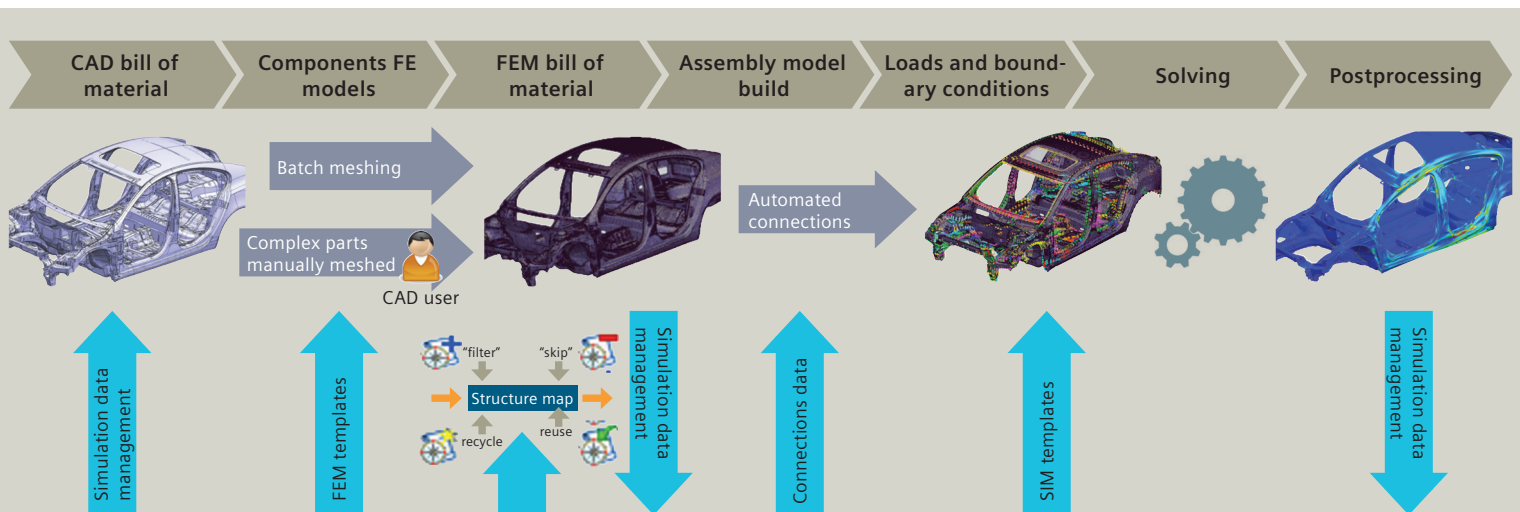 CAD bill of
material
Components FE
models
FEM bill of
material
Assembly model
build
Loads and bound-
ary conditions
Solving
Postprocessing
Batch meshing
Complex parts
manually meshed
CAD user
Automated
connections
Simulation data
management
FEM templates
"filter"
"skip"
Structure map
recycle
reuse
Simulation data
management
Connections data
SIM templates
Simulation data
management